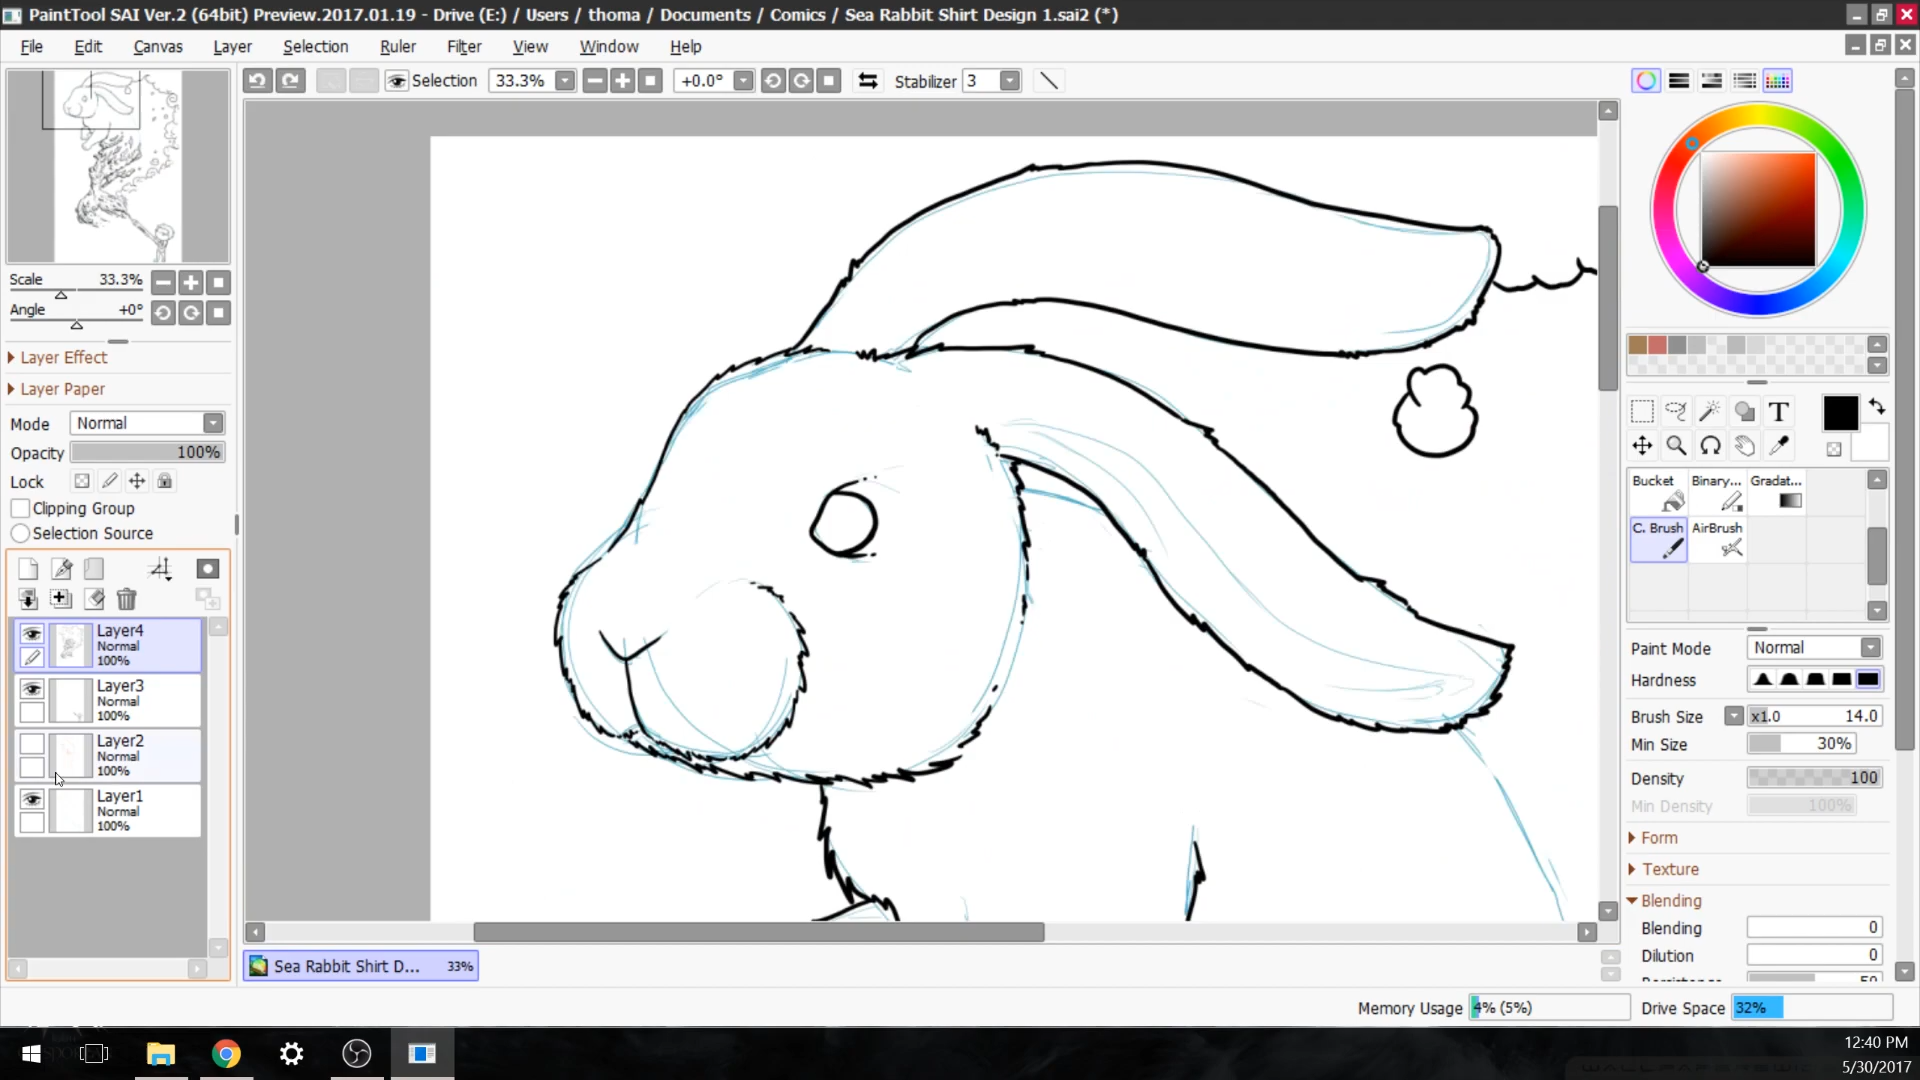 PaintTool SAI Ver.2 (64bit) Preview.2017.01.19 - Drive (E:) / Users / thoma / Documents / Comics / Sea Rabbit Shirt Design 1.sai2 (*)
File Edit Canvas Layer Selection Ruler Filter View Window Help
Selection 33.3% +0.0° Stabilizer 3
Scale 33.3%
Angle +0°
Layer Effect
Layer Paper
Mode Normal
Opacity 100%
Lock
Clipping Group
Selection Source
Layer4
Normal
100%
Layer3
Normal
100%
Layer2
Normal
100%
Layer1
Normal
100%
T
Bucket Binary... Gradat...
C. Brush AirBrush
Paint Mode Normal
Hardness
Brush Size x1.0 14.0
Min Size 30%
Density 100
Min Density 100%
Form
Texture
Blending
Blending 0
Dilution 0
Persistence 50
Sea Rabbit Shirt D... 33%
Memory Usage 4% (5%) Drive Space 32%
12:40 PM
5/30/2017